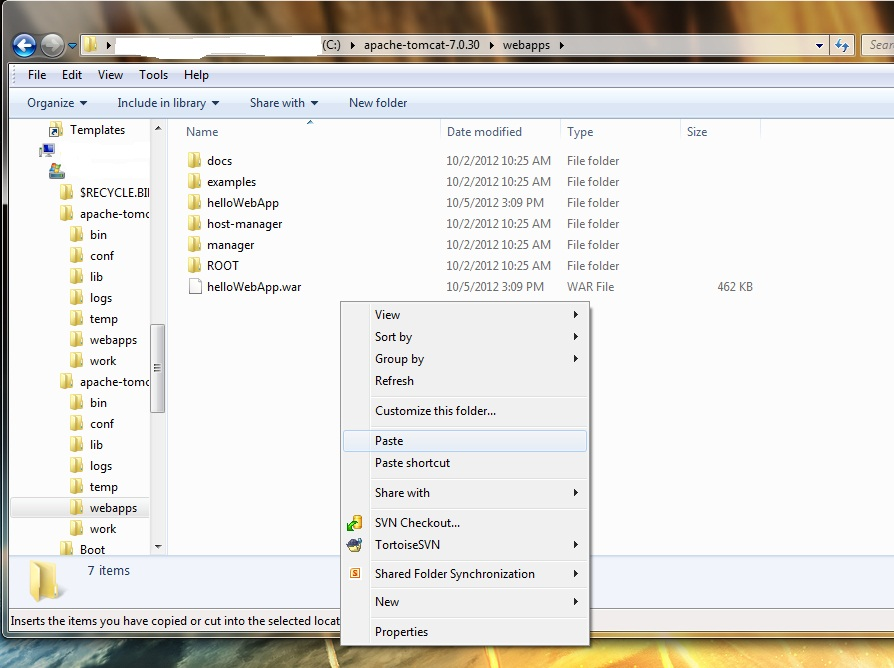 (C:) apache-tomcat-7.0.30 webapps Sear
File Edit View Tools Help
Organize Include in library Share with New folder
Templates
$RECYCLE.BI
apache-tomc
bin
conf
lib
logs
temp
webapps
work
apache-tomc
bin
conf
lib
logs
temp
webapps
work
Boot
Name Date modified Type Size
docs 10/2/2012 10:25 AM File folder
examples 10/2/2012 10:25 AM File folder
helloWebApp 10/5/2012 3:09 PM File folder
host-manager 10/2/2012 10:25 AM File folder
manager 10/2/2012 10:25 AM File folder
ROOT 10/2/2012 10:25 AM File folder
helloWebApp.war 10/5/2012 3:09 PM WAR File 462 KB
View
Sort by
Group by
Refresh
Customize this folder...
Paste
Paste shortcut
Share with
SVN Checkout...
TortoiseSVN
Shared Folder Synchronization
New
Properties
7 items
Inserts the items you have copied or cut into the selected locat